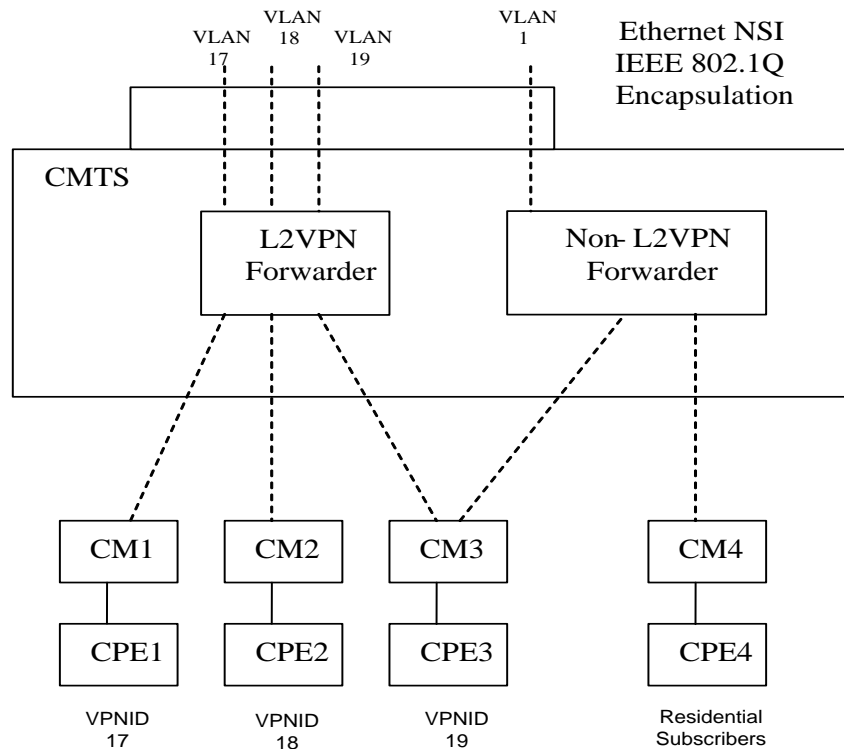 VLAN
17
VLAN
18
VLAN
19
VLAN
1
Ethernet NSI
IEEE 802.1Q
Encapsulation
CMTS
L2VPN
Forwarder
Non- L2VPN
Forwarder
CM1
CM2
CM3
CM4
CPE1
CPE2
CPE3
CPE4
VPNID
17
VPNID
18
VPNID
19
Residential
Subscribers